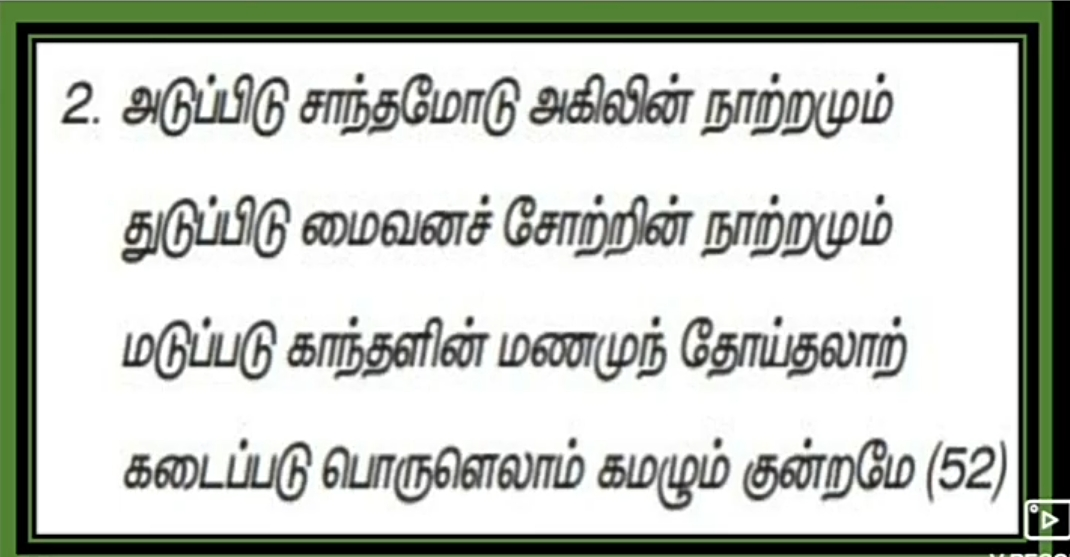 2. அடுப்பிடு சாந்தமோடு அகிலின் நாற்றமும்
துடுப்பிடு மைவனச் சோற்றின் நாற்றமும்
மடுப்படு காந்தளின் மணமுந் தோய்தலாற்
கடைப்படு பொருளெலாம் கமழும் குன்றமே (52)